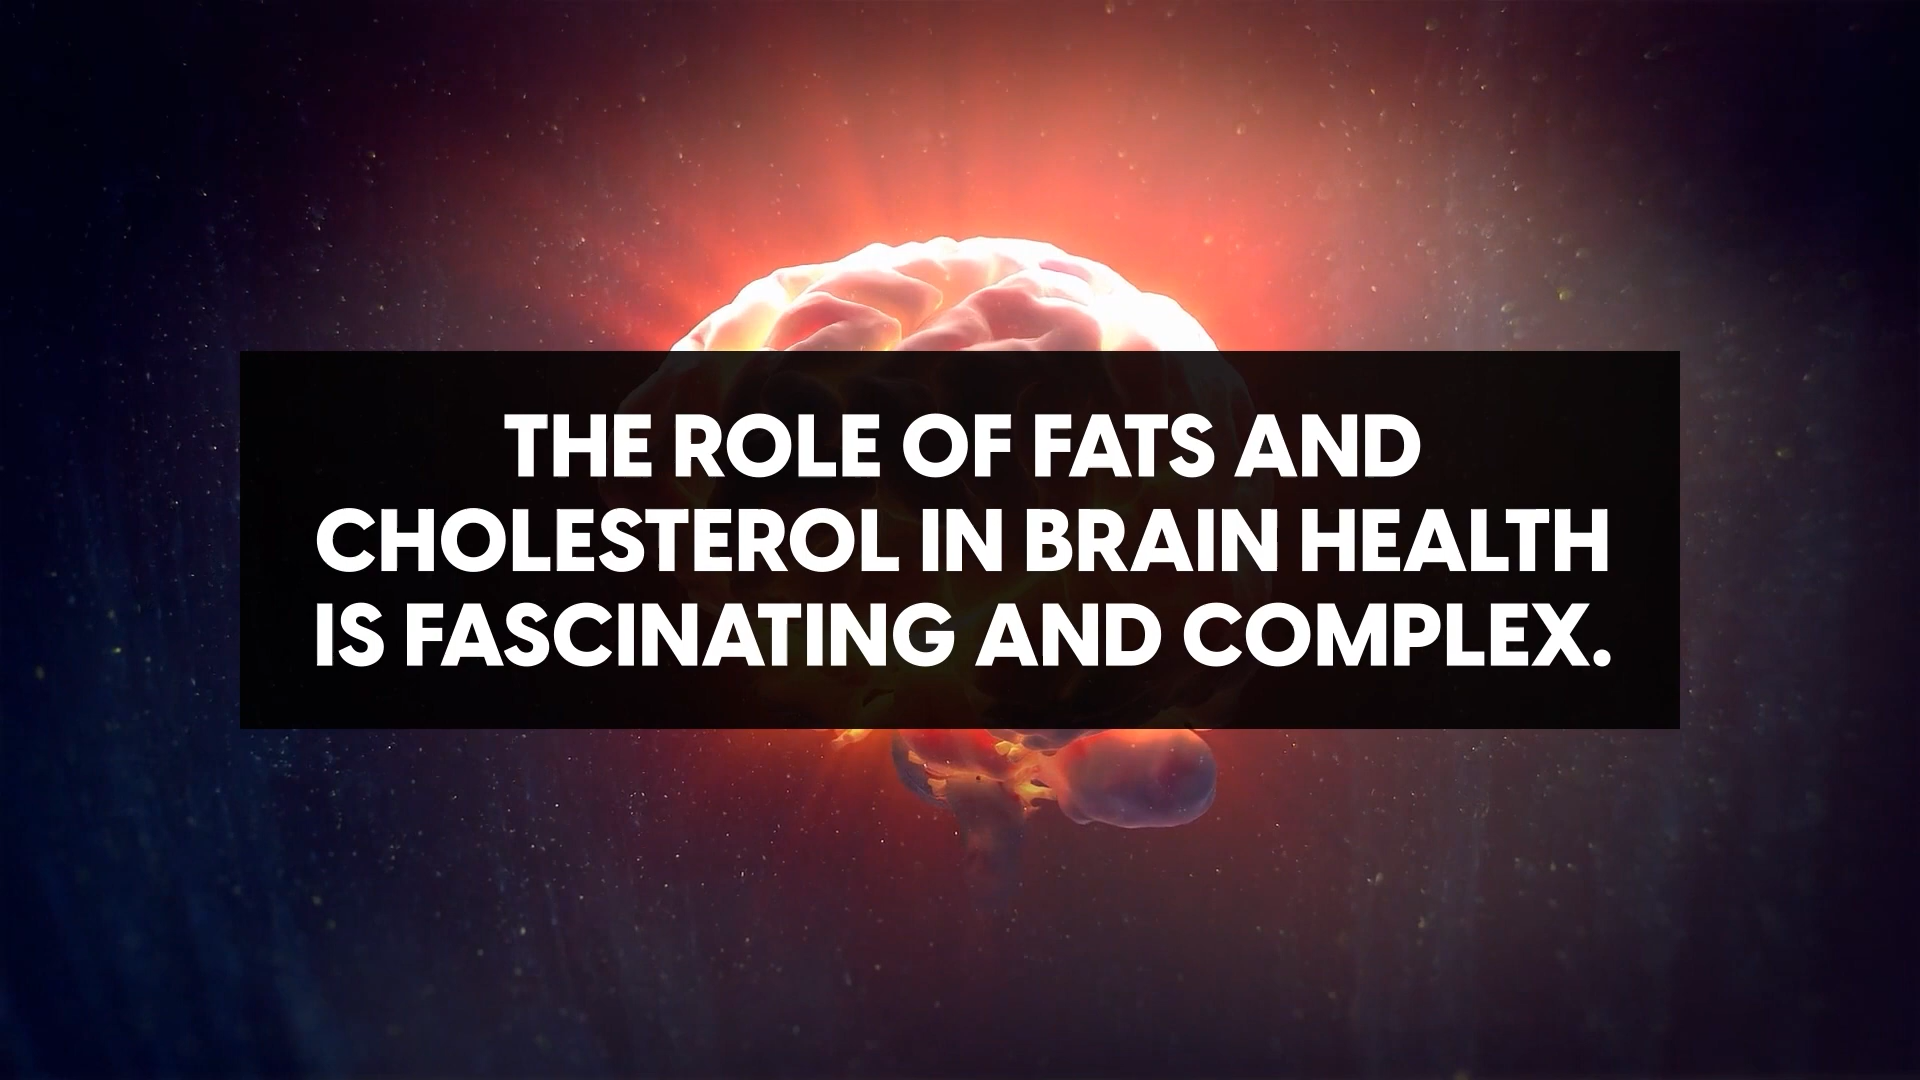 THE ROLE OF FATS AND
CHOLESTEROL IN BRAIN HEALTH
IS FASCINATING AND COMPLEX.